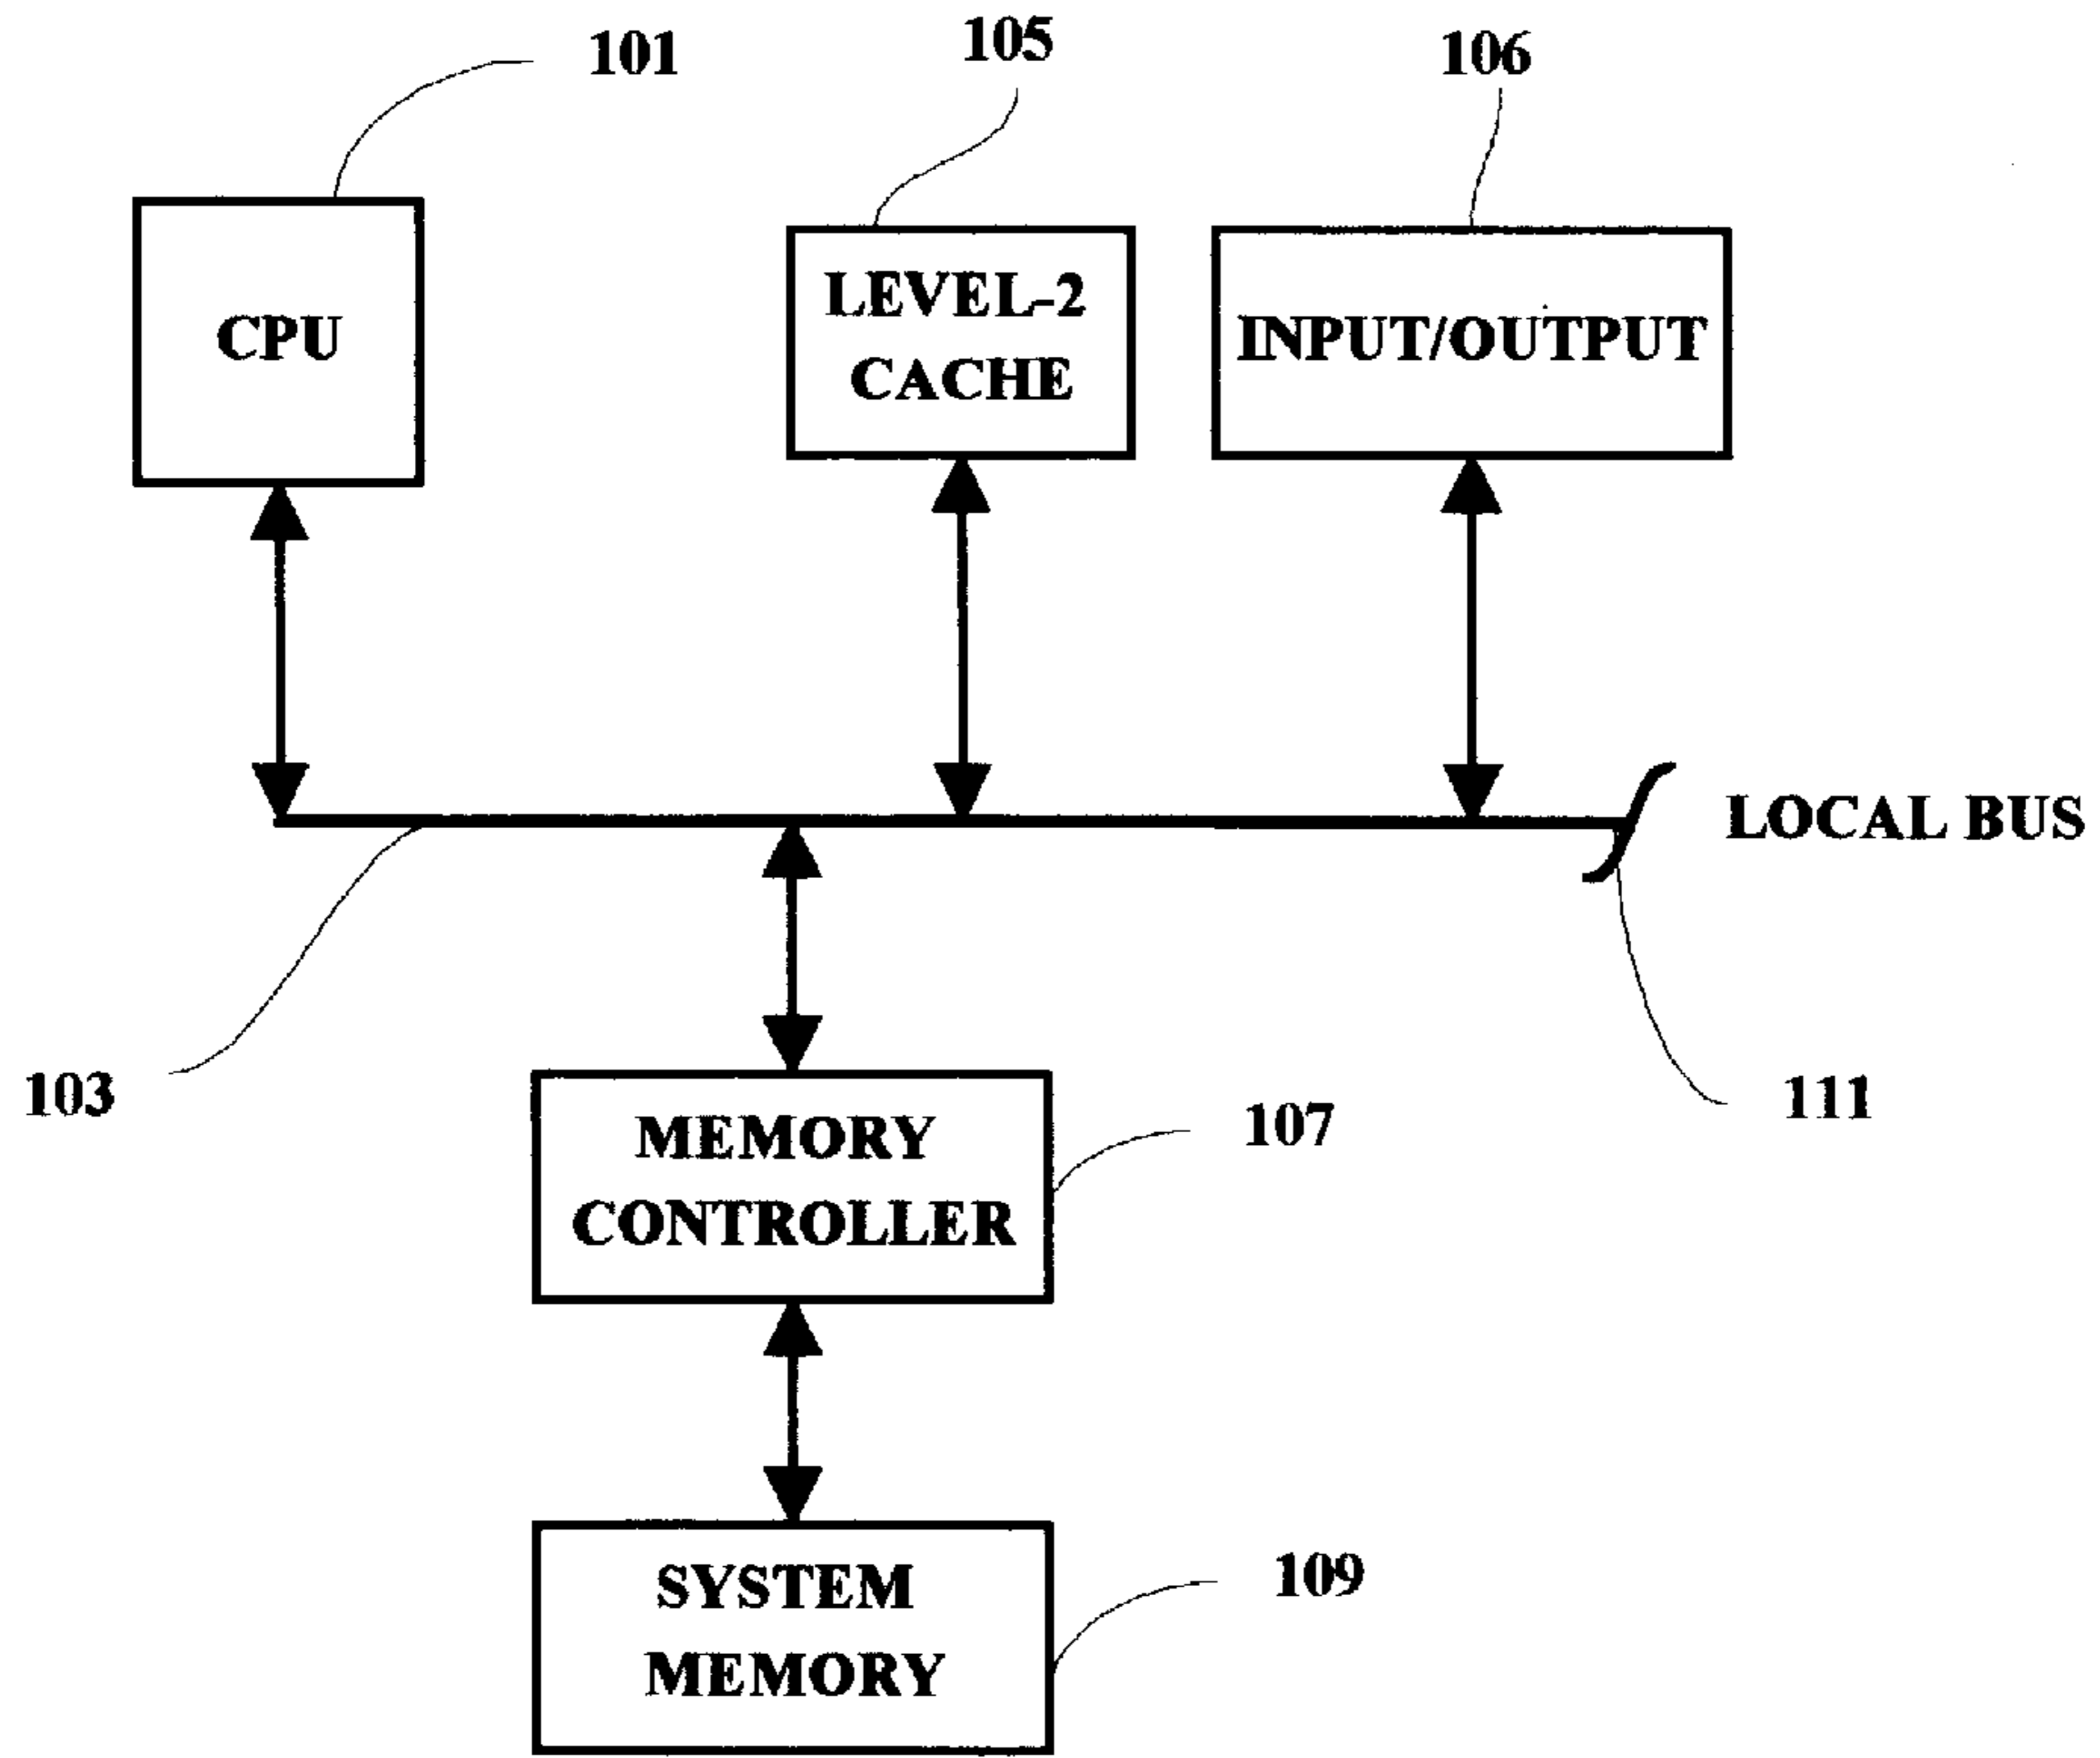 101
105
106
CPU
LEVEL-2
CACHE
INPUT/OUTPUT
LOCAL BUS
103
111
MEMORY
CONTROLLER
107
SYSTEM
MEMORY
109